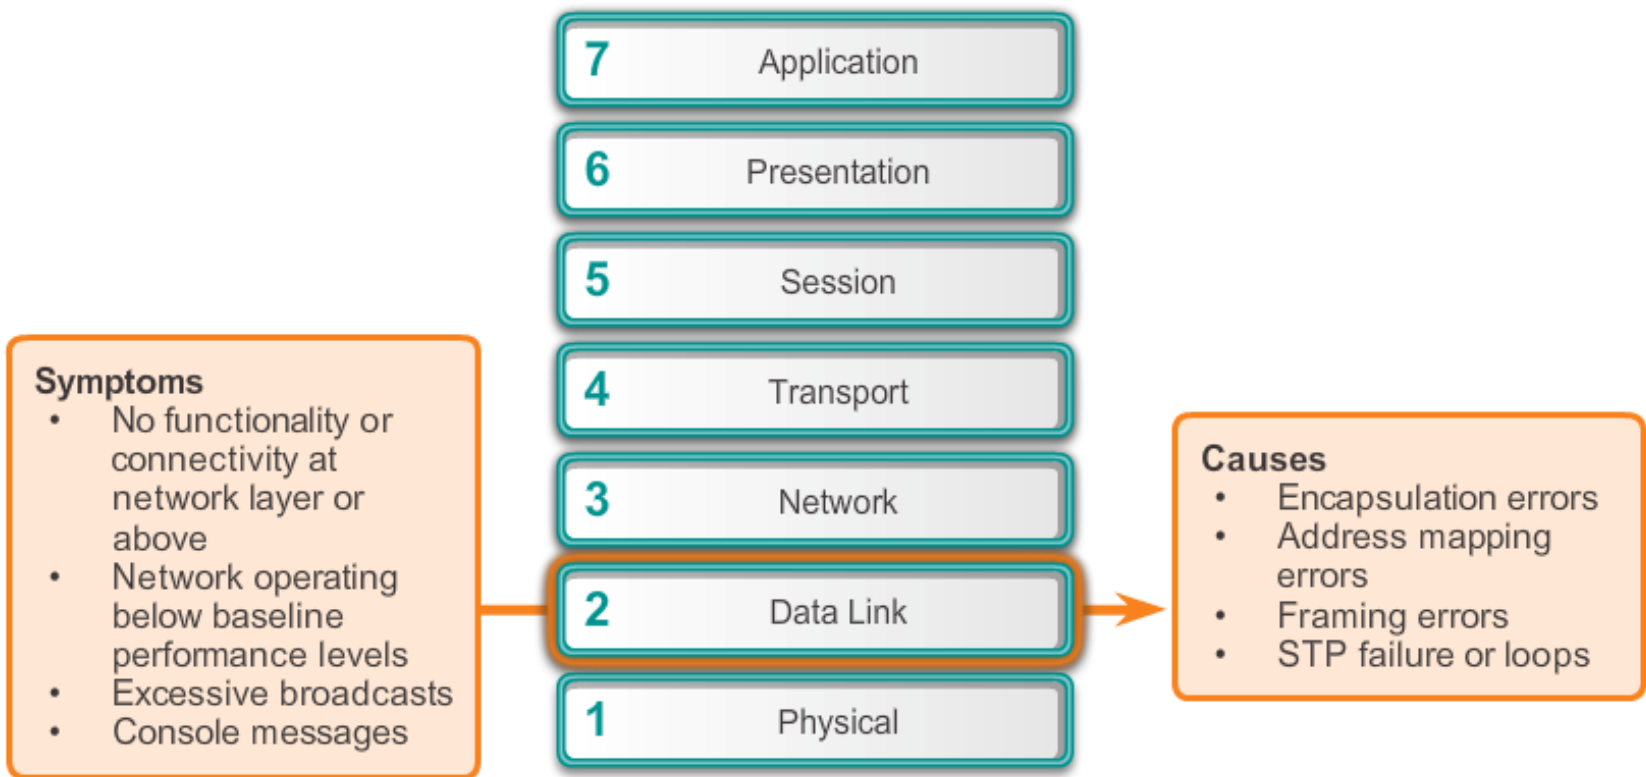 7 Application
6 Presentation
5 Session
4 Transport
3 Network
2 Data Link
1 Physical
Symptoms
• No functionality or
connectivity at
network layer or
above
• Network operating
below baseline
performance levels
• Excessive broadcasts
• Console messages
Causes
• Encapsulation errors
• Address mapping
errors
• Framing errors
• STP failure or loops